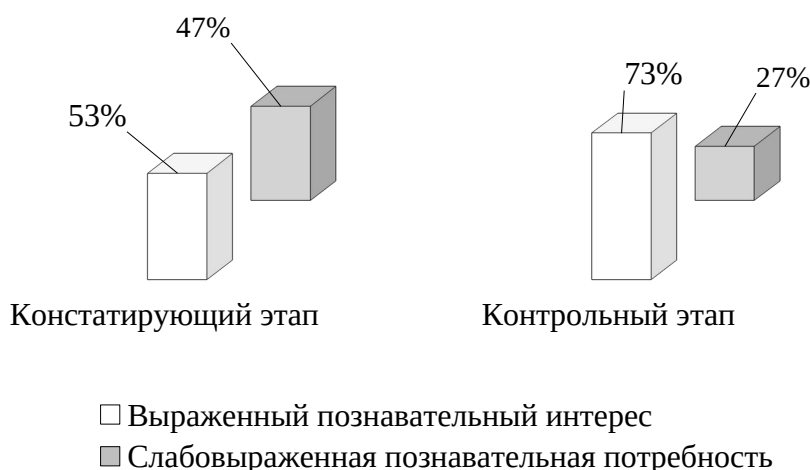 47%
53%
73%
27%
Констатирующий этап
Контрольный этап
Выраженный познавательный интерес
Слабовыраженная познавательная потребность